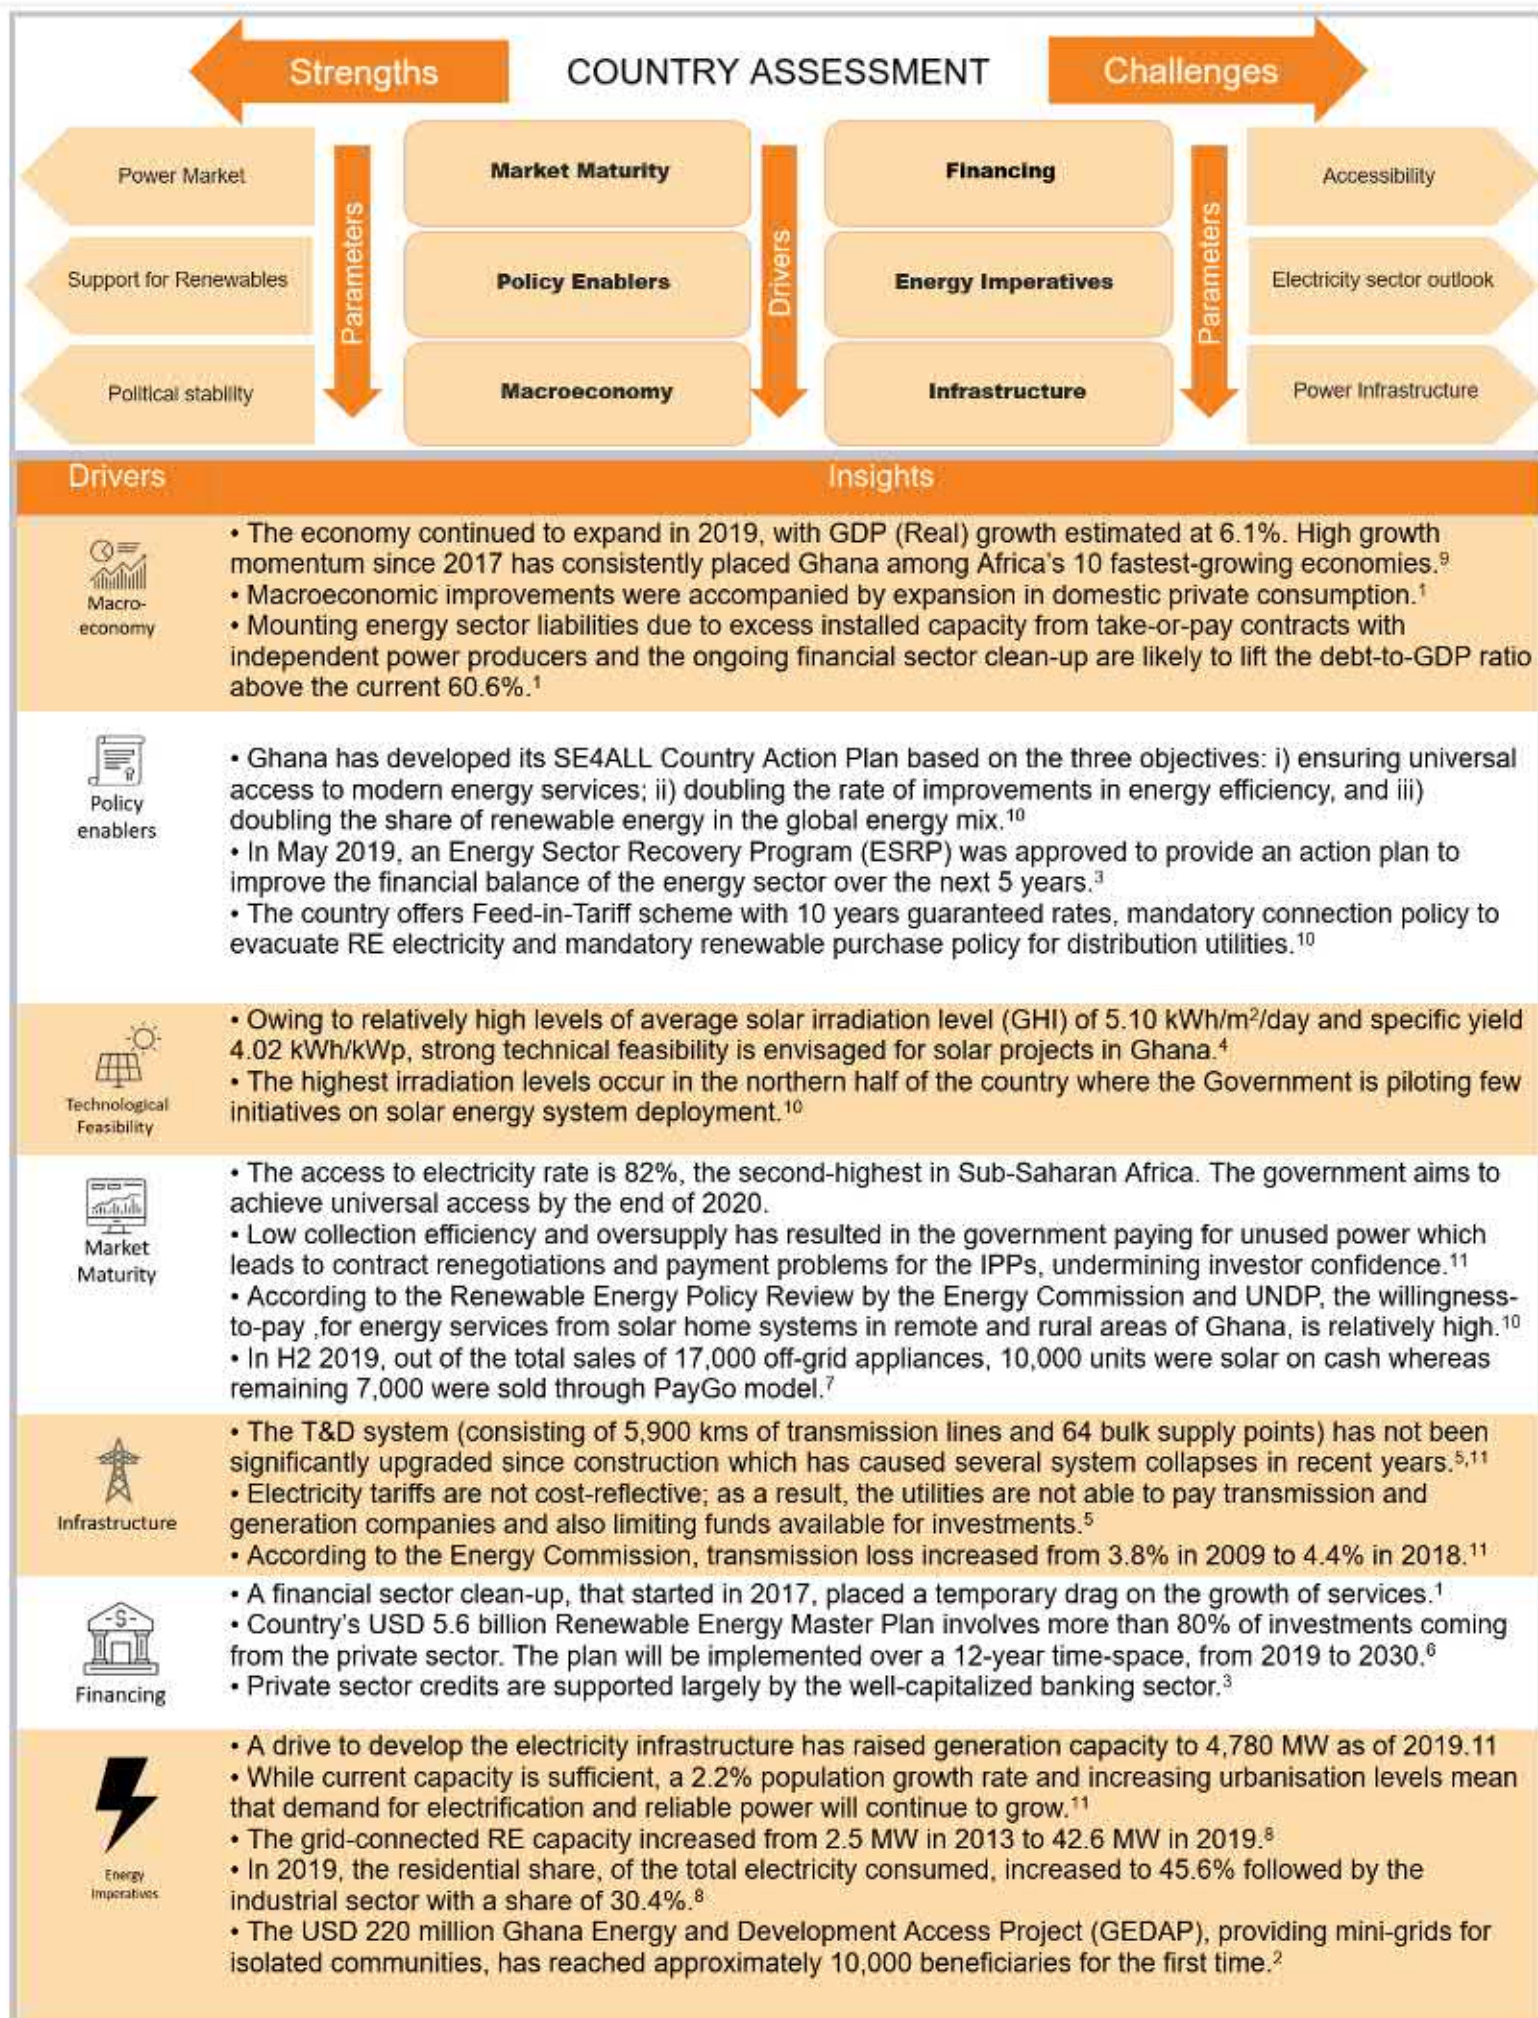 Strengths
COUNTRY ASSESSMENT
Challenges
Power Market
Support for Renewables
Political stability
Parameters
Market Maturity
Policy Enablers
Macroeconomy
Drivers
Financing
Energy Imperatives
Infrastructure
Parameters
Accessibility
Electricity sector outlook
Power Infrastructure
Drivers
Insights
Macro-
economy
• The economy continued to expand in 2019, with GDP (Real) growth estimated at 6.1%. High growth
momentum since 2017 has consistently placed Ghana among Africa's 10 fastest-growing economies.⁹
• Macroeconomic improvements were accompanied by expansion in domestic private consumption.¹
• Mounting energy sector liabilities due to excess installed capacity from take-or-pay contracts with
independent power producers and the ongoing financial sector clean-up are likely to lift the debt-to-GDP ratio
above the current 60.6%.¹
Policy
enablers
• Ghana has developed its SE4ALL Country Action Plan based on the three objectives: i) ensuring universal
access to modern energy services; ii) doubling the rate of improvements in energy efficiency, and iii)
doubling the share of renewable energy in the global energy mix.¹⁰
• In May 2019, an Energy Sector Recovery Program (ESRP) was approved to provide an action plan to
improve the financial balance of the energy sector over the next 5 years.³
• The country offers Feed-in-Tariff scheme with 10 years guaranteed rates, mandatory connection policy to
evacuate RE electricity and mandatory renewable purchase policy for distribution utilities.¹⁰
Technological
Feasibility
• Owing to relatively high levels of average solar irradiation level (GHI) of 5.10 kWh/m²/day and specific yield
4.02 kWh/kWp, strong technical feasibility is envisaged for solar projects in Ghana.⁴
• The highest irradiation levels occur in the northern half of the country where the Government is piloting few
initiatives on solar energy system deployment.¹⁰
Market
Maturity
• The access to electricity rate is 82%, the second-highest in Sub-Saharan Africa. The government aims to
achieve universal access by the end of 2020.
• Low collection efficiency and oversupply has resulted in the government paying for unused power which
leads to contract renegotiations and payment problems for the IPPs, undermining investor confidence.¹¹
• According to the Renewable Energy Policy Review by the Energy Commission and UNDP, the willingness-
to-pay ,for energy services from solar home systems in remote and rural areas of Ghana, is relatively high.¹⁰
• In H2 2019, out of the total sales of 17,000 off-grid appliances, 10,000 units were solar on cash whereas
remaining 7,000 were sold through PayGo model.⁷
Infrastructure
• The T&D system (consisting of 5,900 kms of transmission lines and 64 bulk supply points) has not been
significantly upgraded since construction which has caused several system collapses in recent years.⁵,¹¹
• Electricity tariffs are not cost-reflective; as a result, the utilities are not able to pay transmission and
generation companies and also limiting funds available for investments.⁵
• According to the Energy Commission, transmission loss increased from 3.8% in 2009 to 4.4% in 2018.¹¹
-$-
Financing
• A financial sector clean-up, that started in 2017, placed a temporary drag on the growth of services.¹
• Country's USD 5.6 billion Renewable Energy Master Plan involves more than 80% of investments coming
from the private sector. The plan will be implemented over a 12-year time-space, from 2019 to 2030.⁶
• Private sector credits are supported largely by the well-capitalized banking sector.³
Energy
Imperatives
• A drive to develop the electricity infrastructure has raised generation capacity to 4,780 MW as of 2019.11
• While current capacity is sufficient, a 2.2% population growth rate and increasing urbanisation levels mean
that demand for electrification and reliable power will continue to grow.¹¹
• The grid-connected RE capacity increased from 2.5 MW in 2013 to 42.6 MW in 2019.⁸
• In 2019, the residential share, of the total electricity consumed, increased to 45.6% followed by the
industrial sector with a share of 30.4%.⁸
• The USD 220 million Ghana Energy and Development Access Project (GEDAP), providing mini-grids for
isolated communities, has reached approximately 10,000 beneficiaries for the first time.²